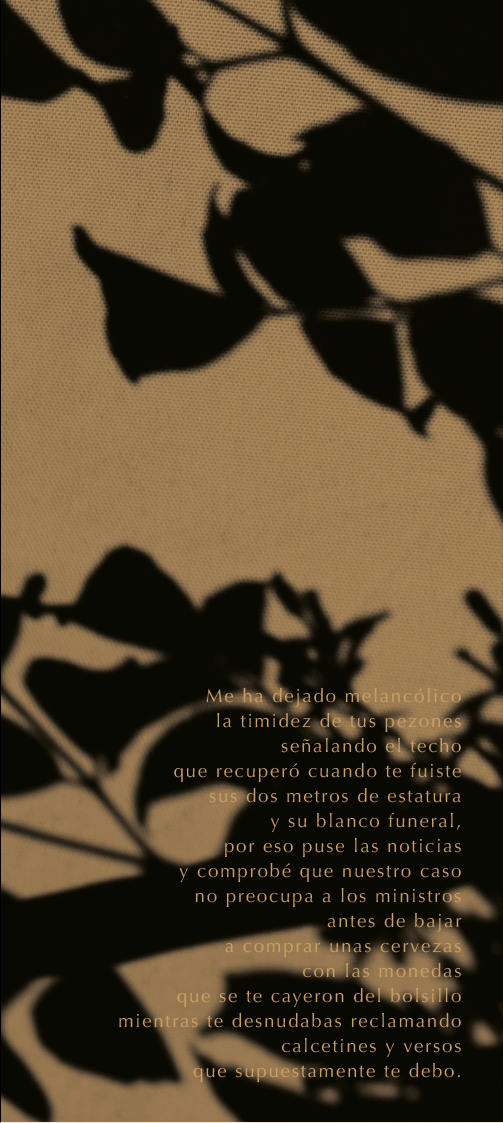 Me ha dejado melancólico
la timidez de tus pezones
señalando el techo
que recuperó cuando te fuiste
sus dos metros de estatura
y su blanco funeral,
por eso puse las noticias
y comprobé que nuestro caso
no preocupa a los ministros
antes de bajar
a comprar unas cervezas
con las monedas
que se te cayeron del bolsillo
mientras te desnudabas reclamando
calcetines y versos
que supuestamente te debo.